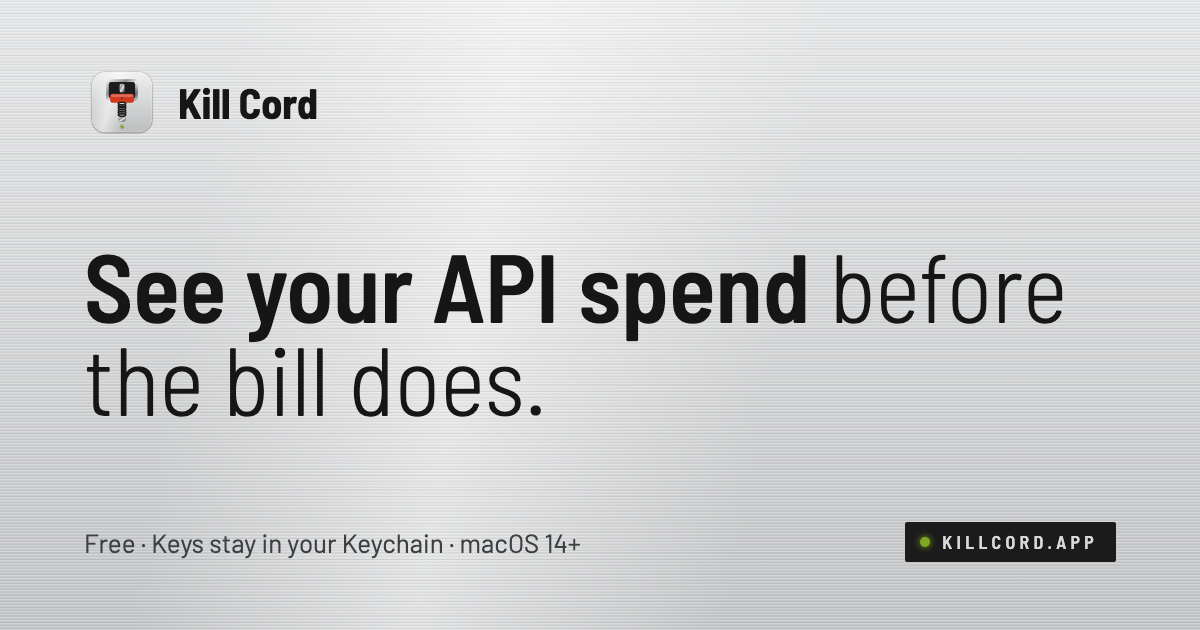 Kill Cord
See your API spend before
the bill does.
Free · Keys stay in your Keychain · macOS 14+
KILLCORD.APP